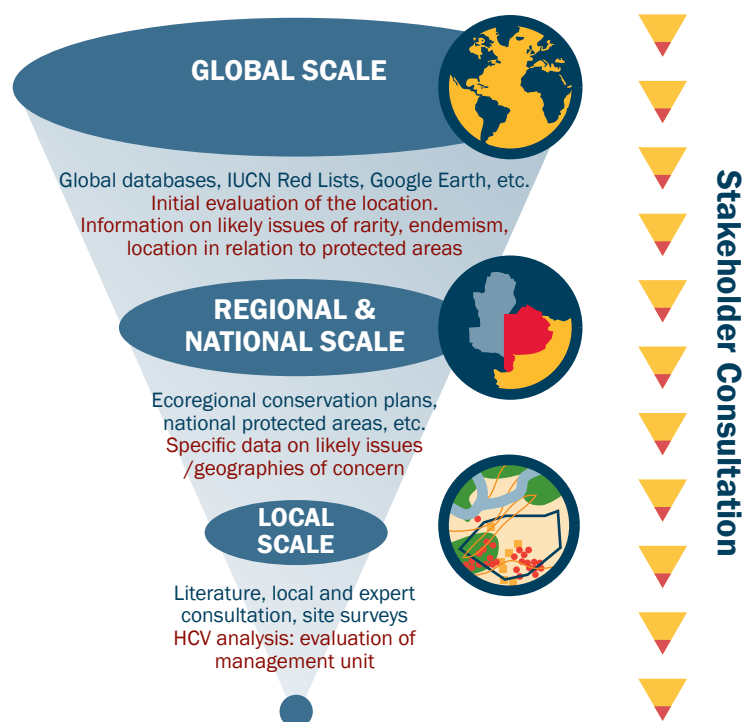 GLOBAL SCALE
Global databases, IUCN Red Lists, Google Earth, etc.
Initial evaluation of the location.
Information on likely issues of rarity, endemism,
location in relation to protected areas
REGIONAL &
NATIONAL SCALE
Ecoregional conservation plans,
national protected areas, etc.
Specific data on likely issues
/geographies of concern
LOCAL
SCALE
Literature, local and expert
consultation, site surveys
HCV analysis: evaluation of
management unit
Stakeholder Consultation